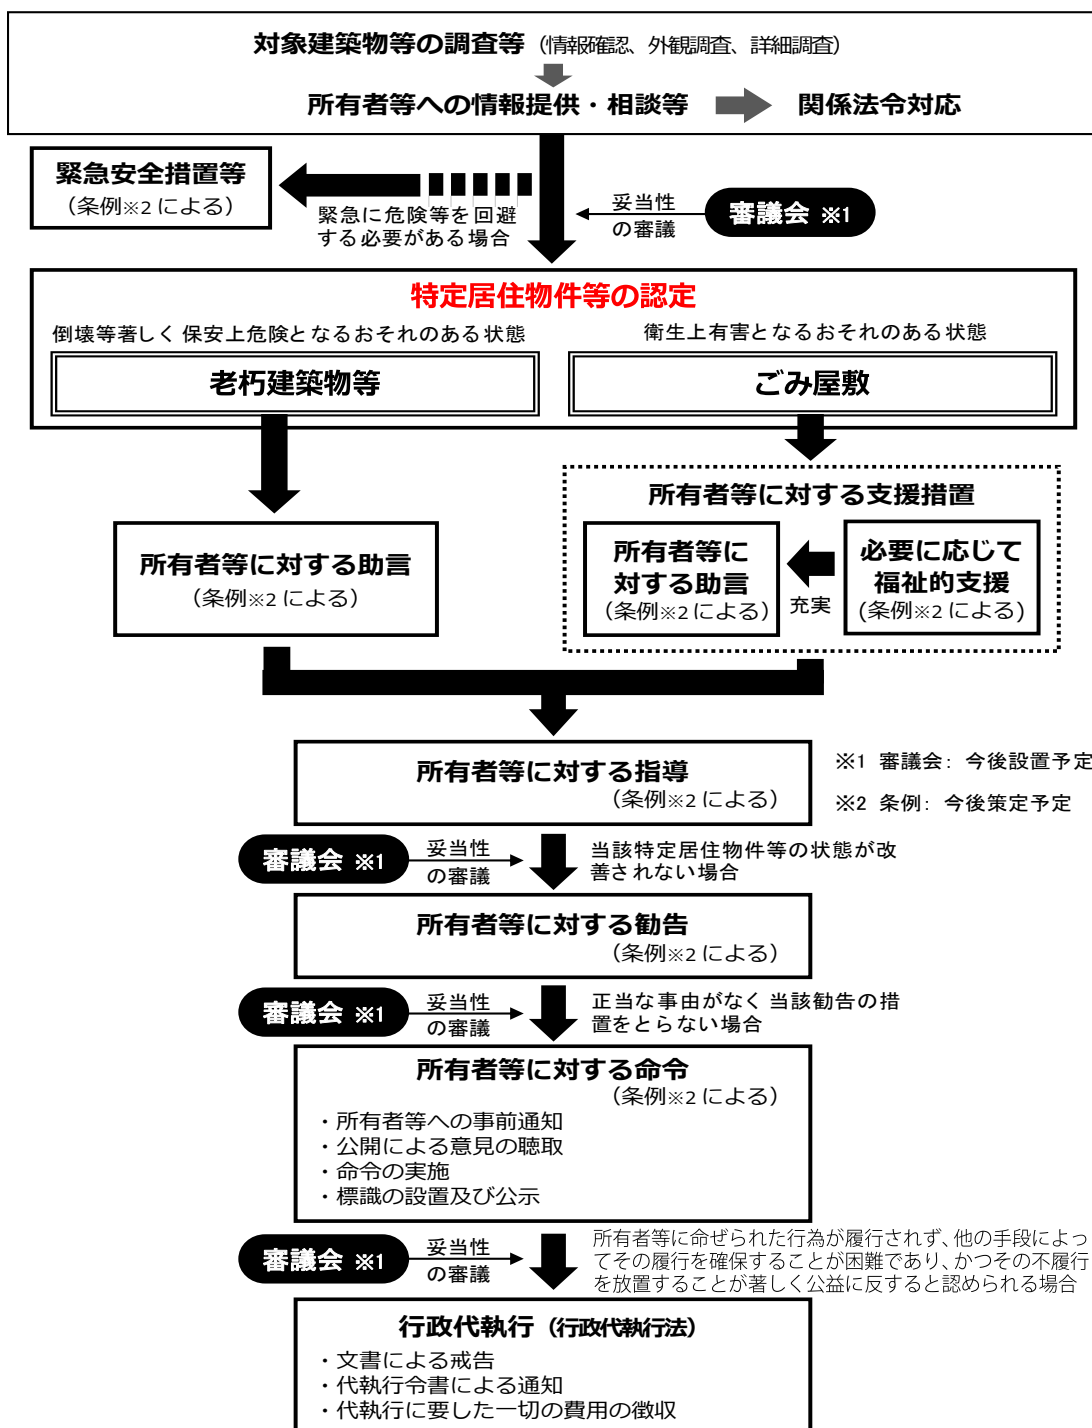 対象建築物等の調査等（情報確認、外観調査、詳細調査）
所有者等への情報提供・相談等
関係法令対応
緊急安全措置等
（条例※2 による）
緊急に危険等を回避
する必要がある場合
妥当性
の審議
審議会 ※1
特定居住物件等の認定
倒壊等著しく保安上危険となるおそれのある状態
老朽建築物等
衛生上有害となるおそれのある状態
ごみ屋敷
所有者等に対する助言
（条例※2 による）
所有者等に対する支援措置
所有者等に
対する助言
（条例※2 による）
充実
必要に応じて
福祉的支援
(条例※2 による)
所有者等に対する指導
（条例※2 による）
※1 審議会：今後設置予定
※2 条例：今後策定予定
審議会 ※1
妥当性
の審議
当該特定居住物件等の状態が改
善されない場合
所有者等に対する勧告
（条例※2 による）
審議会 ※1
妥当性
の審議
正当な事由がなく当該勧告の措
置をとらない場合
所有者等に対する命令
（条例※2 による）
・所有者等への事前通知
・公開による意見の聴取
・命令の実施
・標識の設置及び公示
審議会 ※1
妥当性
の審議
所有者等に命ぜられた行為が履行されず、他の手段によっ
てその履行を確保することが困難であり、かつその不履行
を放置することが著しく公益に反すると認められる場合
行政代執行（行政代執行法）
・文書による戒告
・代執行令書による通知
・代執行に要した一切の費用の徴収